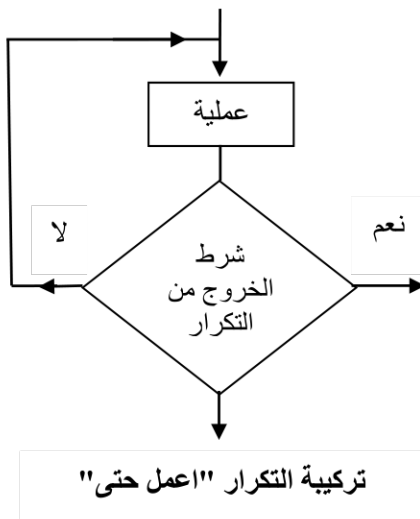 عملية
لا
نعم
شرط
الخروج من
التكرار
تركيبة التكرار "اعمل حتى"